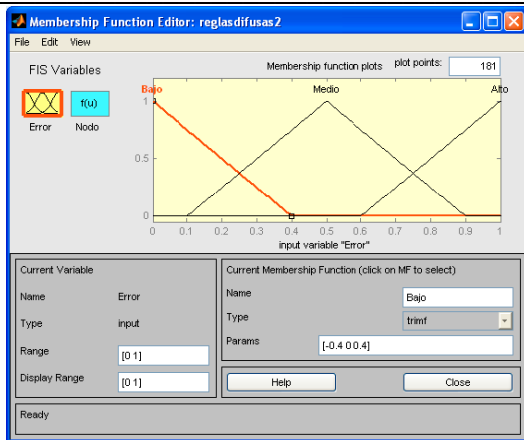 Membership Function Editor: reglasdifusas2
File Edit View
FIS Variables
Membership function plots
plot points:
181
f(u)
Error
Nodo
Bajo
Medio
Alto
1
0.5
0
0 0.1 0.2 0.3 0.4 0.5 0.6 0.7 0.8 0.9 1
input variable "Error"
Current Variable
Name Error
Type input
Range [0 1]
Display Range [0 1]
Current Membership Function (click on MF to select)
Name Bajo
Type trimf
Params [-0.4 0 0.4]
Help
Close
Ready